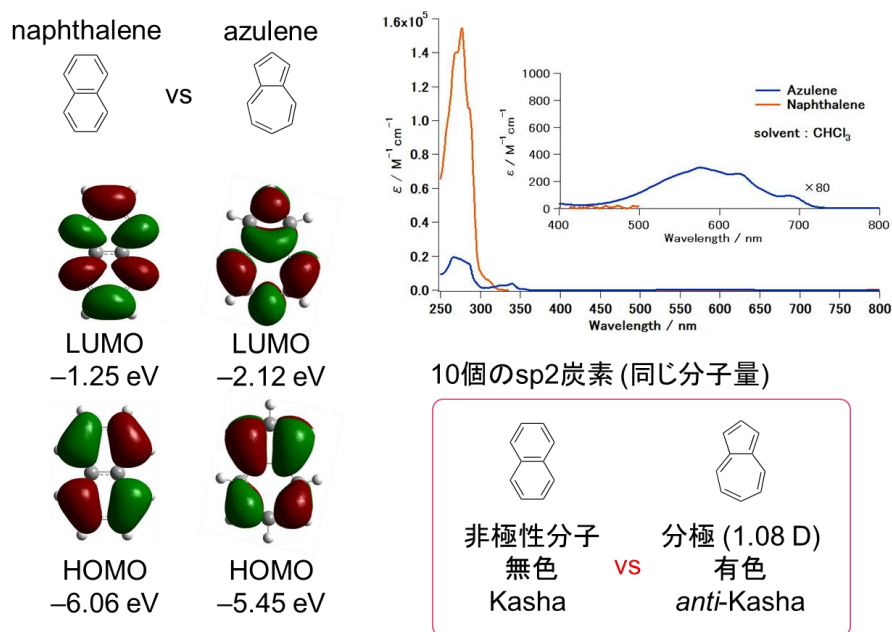 naphthalene
azulene
vs
LUMO
–1.25 eV
LUMO
–2.12 eV
HOMO
–6.06 eV
HOMO
–5.45 eV
1.6x10⁵
1.4
1.2
1.0
0.8
0.6
0.4
0.2
0.0
ε / M⁻¹ cm⁻¹
250 300 350 400 450 500 550 600 650 700 750 800
Wavelength / nm
1000
800
600
400
200
0
ε / M⁻¹ cm⁻¹
400 500 600 700 800
Wavelength / nm
Azulene
Naphthalene
solvent : CHCl₃
×80
10個のsp2炭素 (同じ分子量)
非極性分子
無色
Kasha
vs
分極 (1.08 D)
有色
anti-Kasha